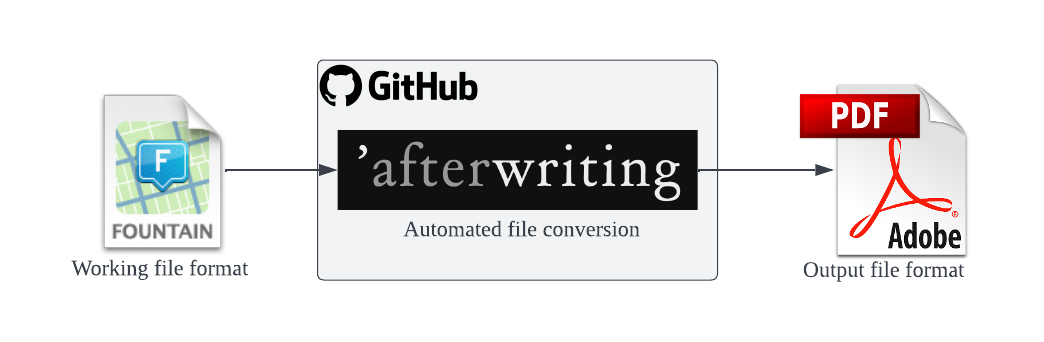 GitHub
PDF
F
'afterwriting
FOUNTAIN
Automated file conversion
Adobe
®
Working file format
Output file format